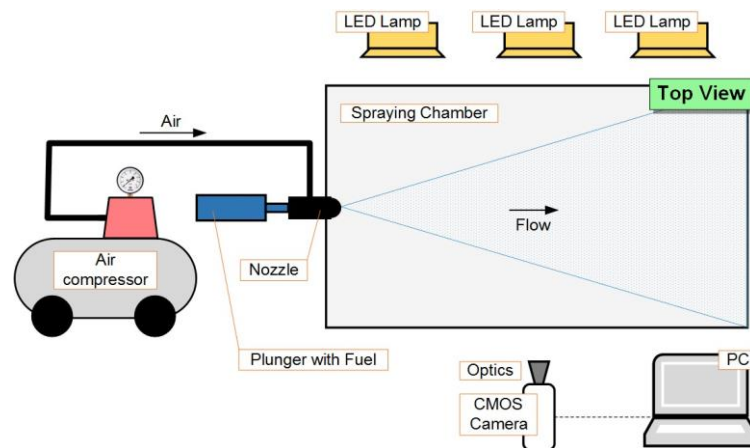 LED Lamp
LED Lamp
LED Lamp
Top View
Spraying Chamber
Air
Flow
Air
compressor
Nozzle
Plunger with Fuel
Optics
CMOS
Camera
PC